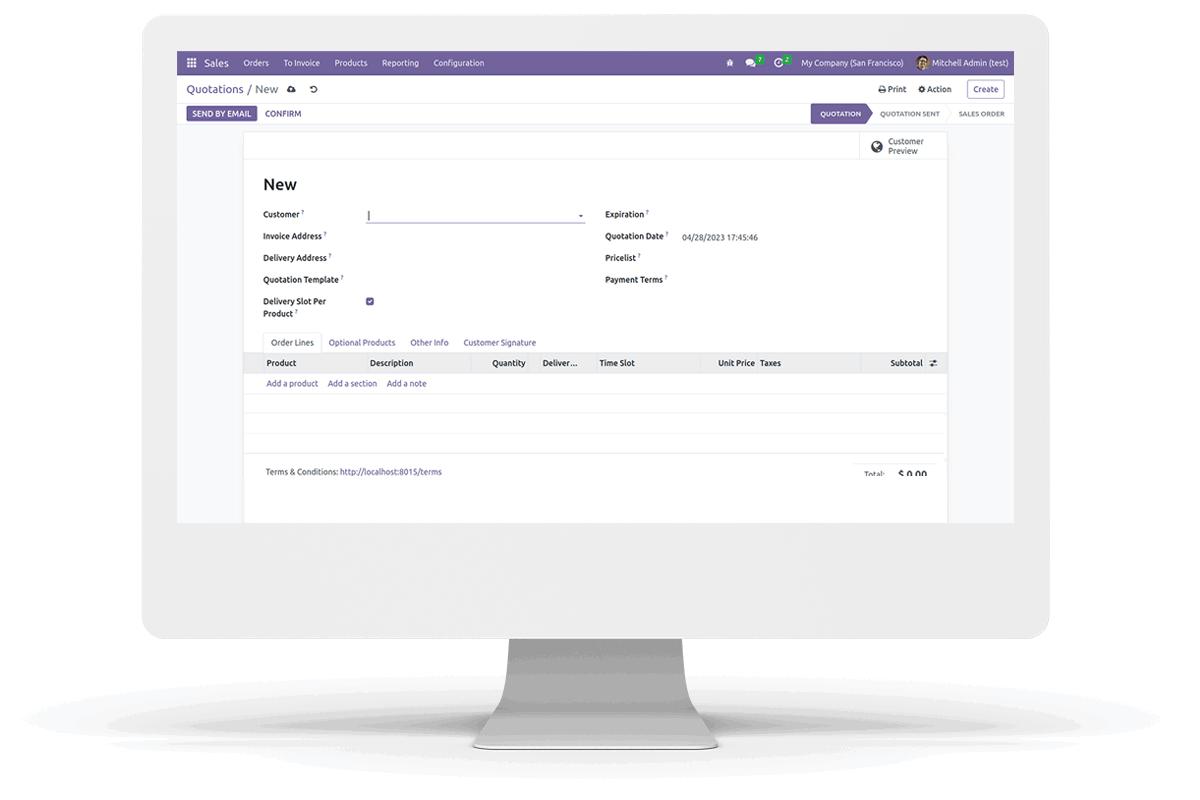 Sales Orders To Invoice Products Reporting Configuration 7 2 My Company (San Francisco) Mitchell Admin (test)
Quotations / New Print Action Create
SEND BY EMAIL CONFIRM QUOTATION QUOTATION SENT SALES ORDER
Customer
Preview
New
Customer ? Expiration ?
Invoice Address ? Quotation Date ? 04/28/2023 17:45:46
Delivery Address ? Pricelist ?
Quotation Template ? Payment Terms ?
Delivery Slot Per
Product ?
Order Lines Optional Products Other Info Customer Signature
Product Description Quantity Deliver... Time Slot Unit Price Taxes Subtotal
Add a product Add a section Add a note
Terms & Conditions: http://localhost:8015/terms Total: $ 0.00